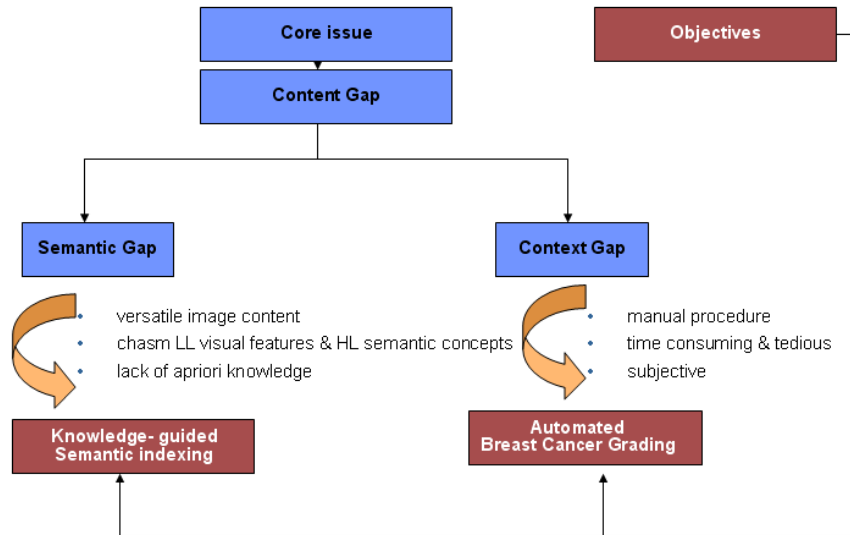 Core issue
Objectives
Content Gap
Semantic Gap
Context Gap
• versatile image content
• chasm LL visual features & HL semantic concepts
• lack of apriori knowledge
• manual procedure
• time consuming & tedious
• subjective
Knowledge- guided
Semantic indexing
Automated
Breast Cancer Grading